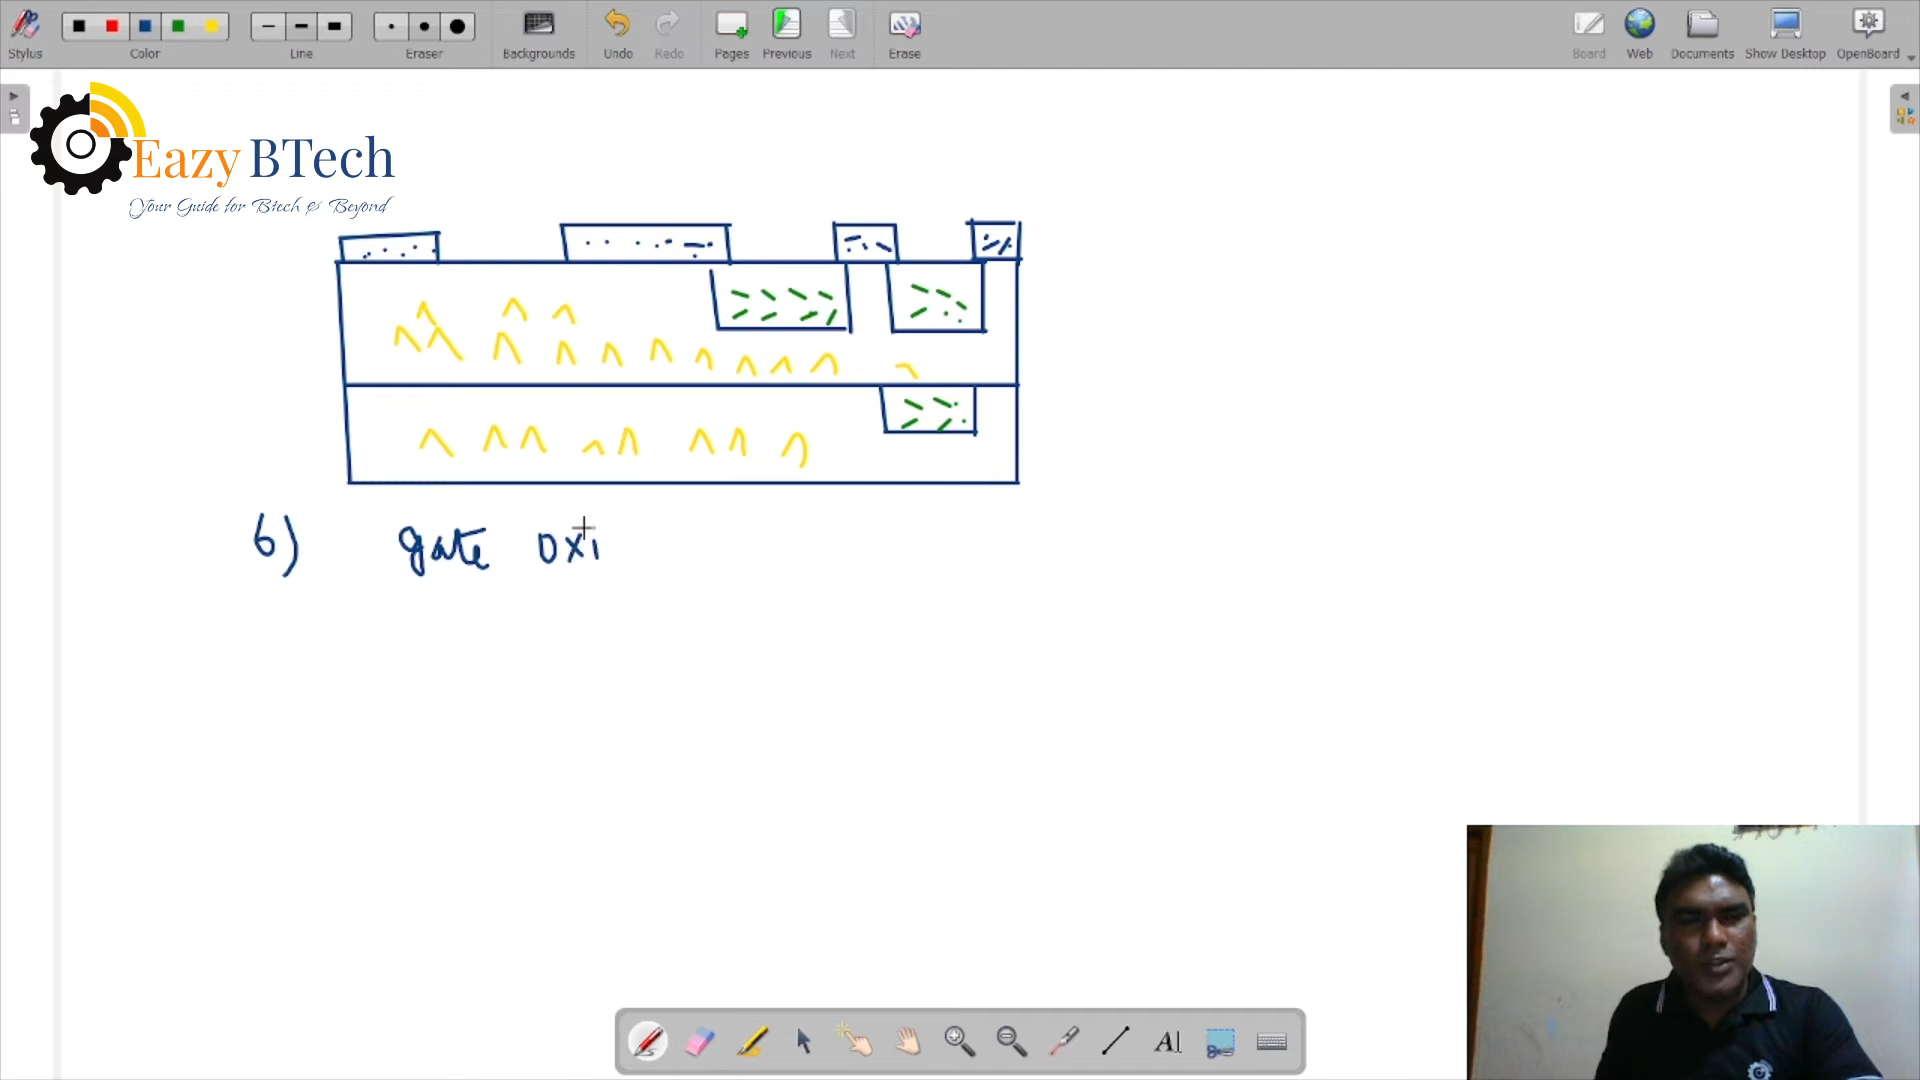 Stylus
Color
Line
Eraser
Backgrounds
Undo
Redo
Pages
Previous
Next
Erase
Board
Web
Documents
Show Desktop
OpenBoard
Eazy BTech
Your Guide for Btech & Beyond
6) gate oxi
AI